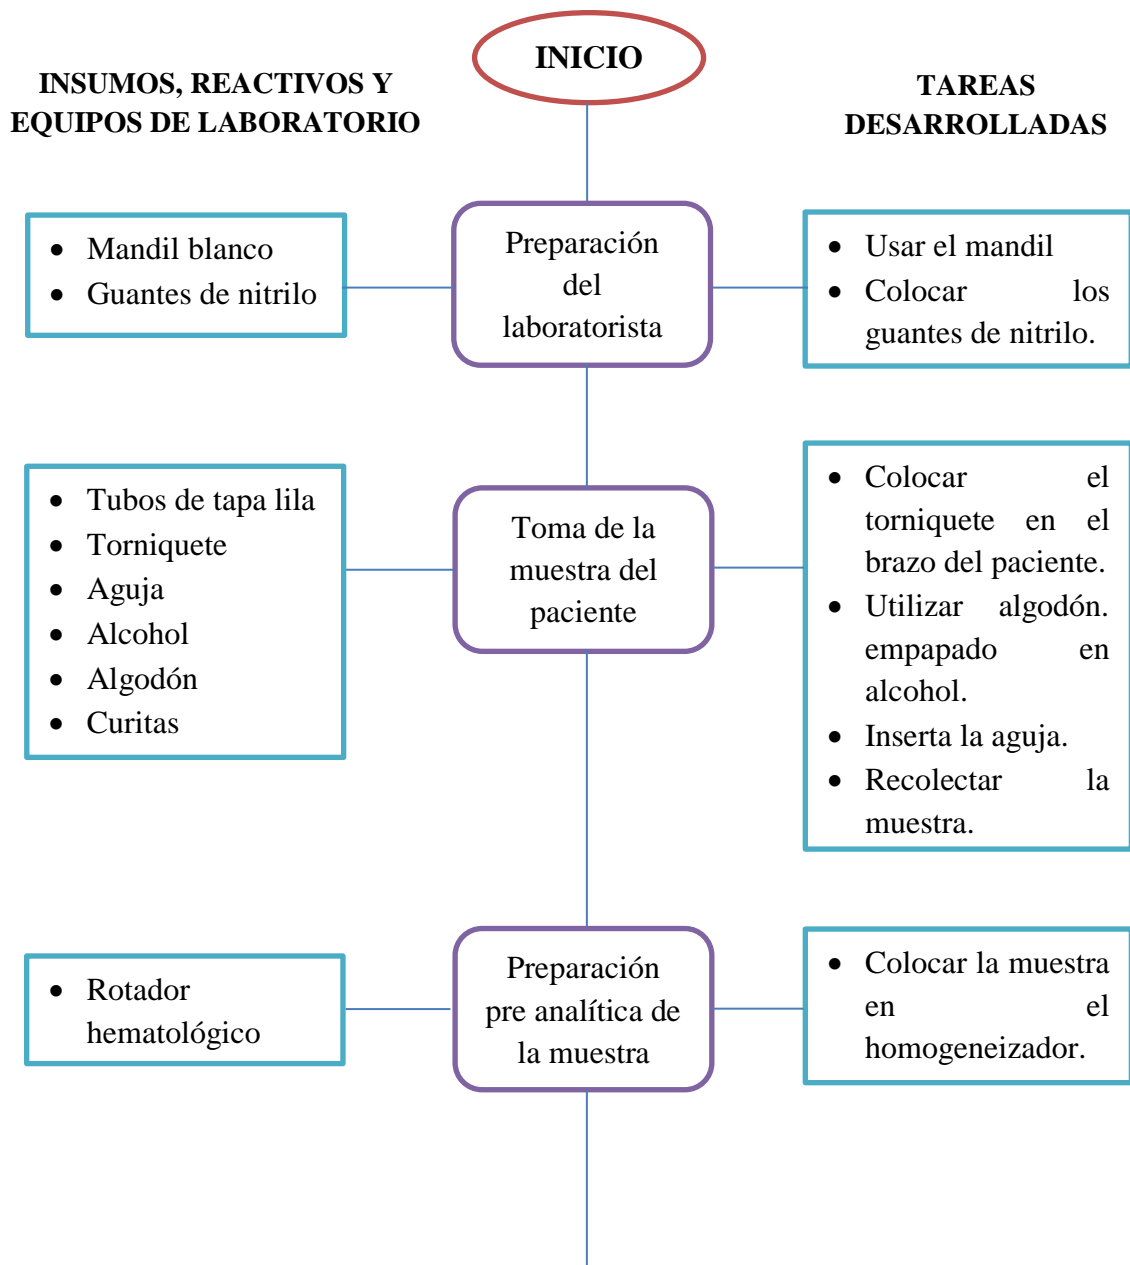 INICIO
INSUMOS, REACTIVOS Y
EQUIPOS DE LABORATORIO
TAREAS
DESARROLLADAS
• Mandil blanco
• Guantes de nitrilo
Preparación
del
laboratorista
• Usar el mandil
• Colocar los
guantes de nitrilo.
• Tubos de tapa lila
• Torniquete
• Aguja
• Alcohol
• Algodón
• Curitas
Toma de la
muestra del
paciente
• Colocar el
torniquete en el
brazo del paciente.
• Utilizar algodón.
empapado en
alcohol.
• Inserta la aguja.
• Recolectar la
muestra.
• Rotador
hematológico
Preparación
pre analítica de
la muestra
• Colocar la muestra
en el
homogeneizador.